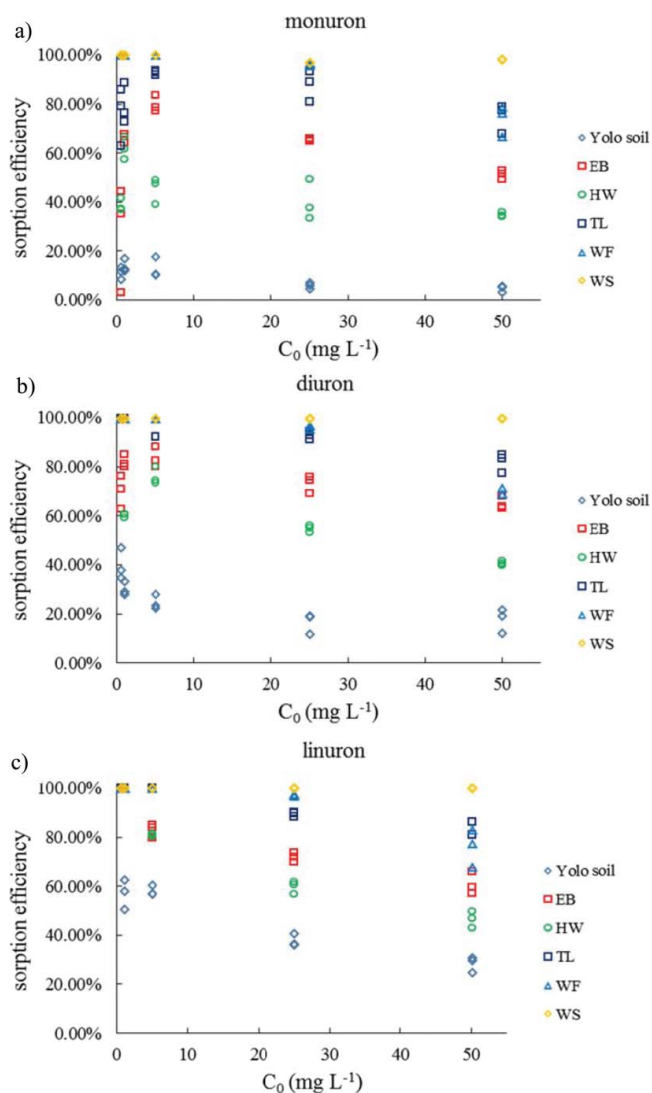 a)
monuron
100.00%
80.00%
60.00%
40.00%
20.00%
0.00%
sorption efficiency
0
10
20
30
40
50
C₀ (mg L⁻¹)
Yolo soil
EB
HW
TL
WF
WS
b)
diuron
100.00%
80.00%
60.00%
40.00%
20.00%
0.00%
sorption efficiency
0
10
20
30
40
50
C₀ (mg L⁻¹)
Yolo soil
EB
HW
TL
WF
WS
c)
linuron
100.00%
80.00%
60.00%
40.00%
20.00%
0.00%
sorption efficiency
0
10
20
30
40
50
C₀ (mg L⁻¹)
Yolo soil
EB
HW
TL
WF
WS